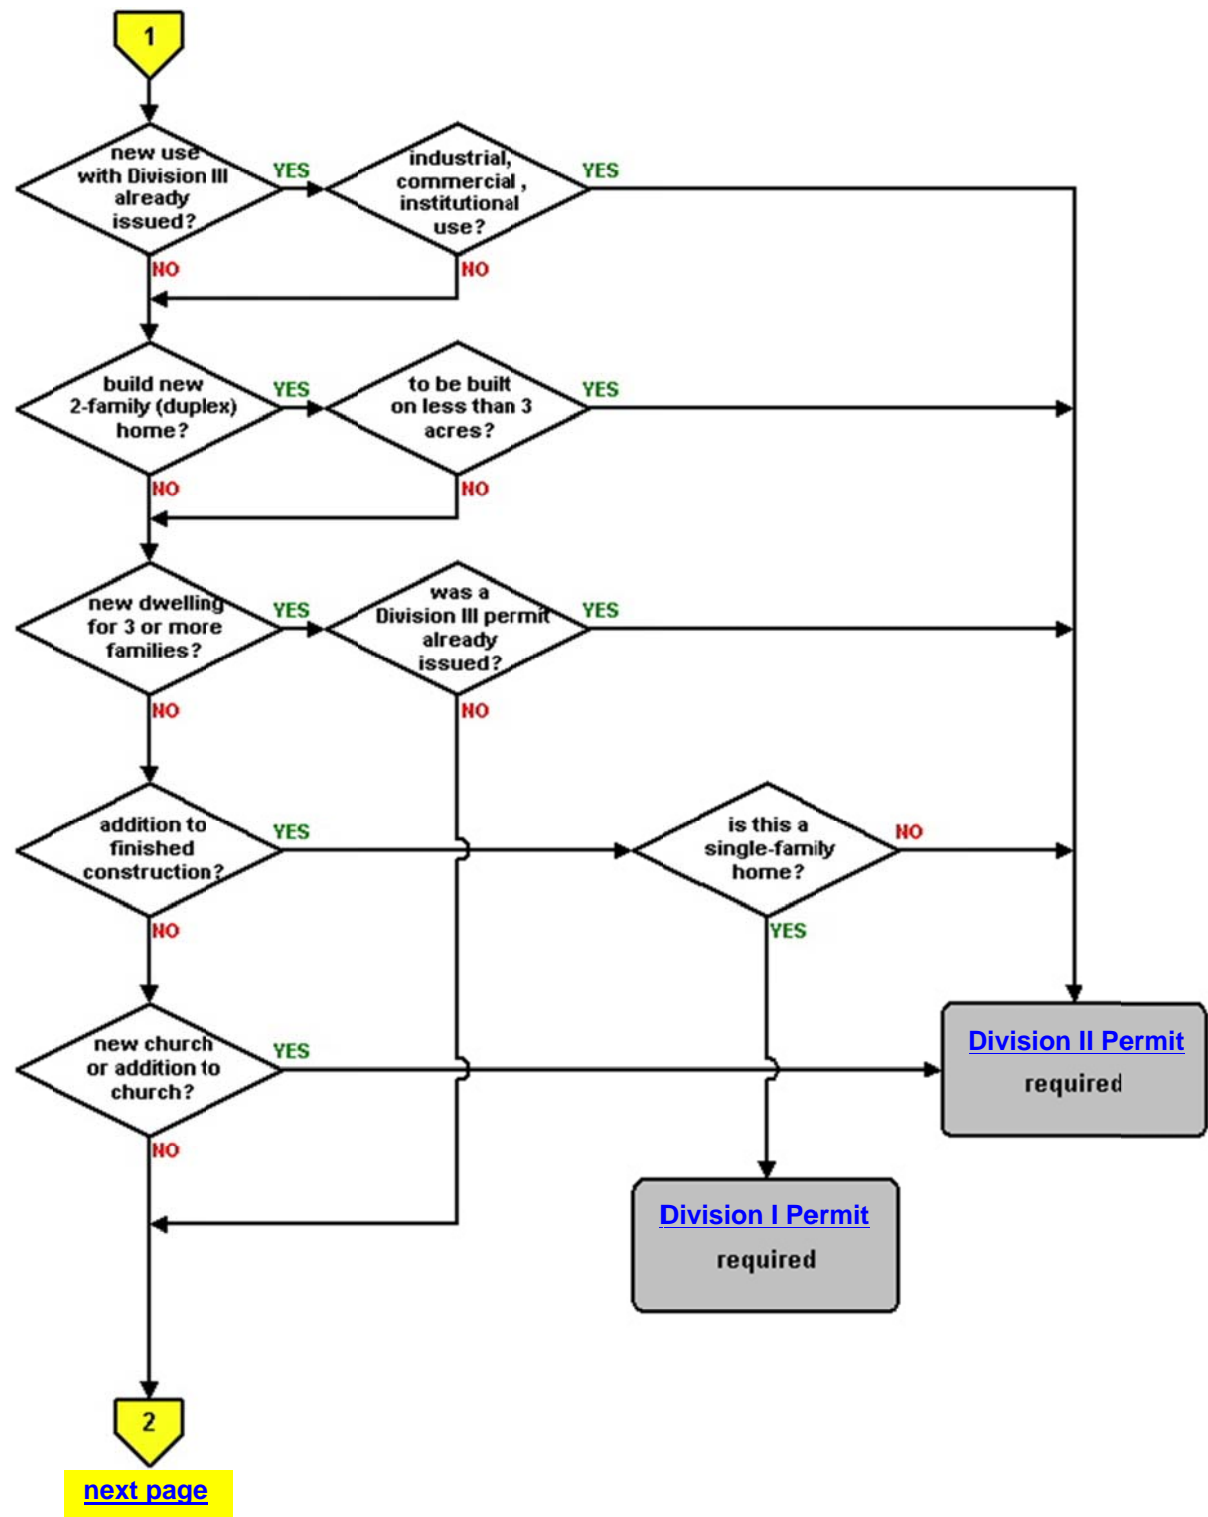 1
new use
with Division III
already
issued?
YES
NO
industrial,
commercial ,
institutional
use?
YES
NO
build new
2-family (duplex)
home?
YES
NO
to be built
on less than 3
acres?
YES
NO
new dwelling
for 3 or more
families?
YES
NO
was a
Division III permit
already
issued?
YES
NO
addition to
finished
construction?
YES
NO
is this a
single-family
home?
NO
YES
new church
or addition to
church?
YES
NO
Division II Permit
required
Division I Permit
required
2
next page